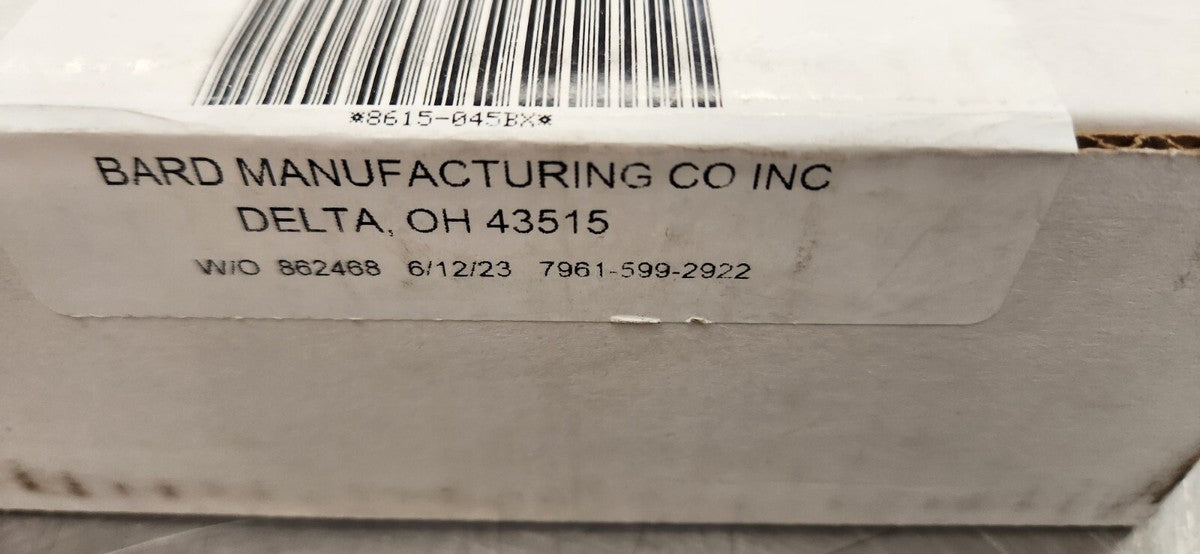 *8615-045BX*
BARD MANUFACTURING CO INC
DELTA, OH 43515
W/O 862468 6/12/23 7961-599-2922